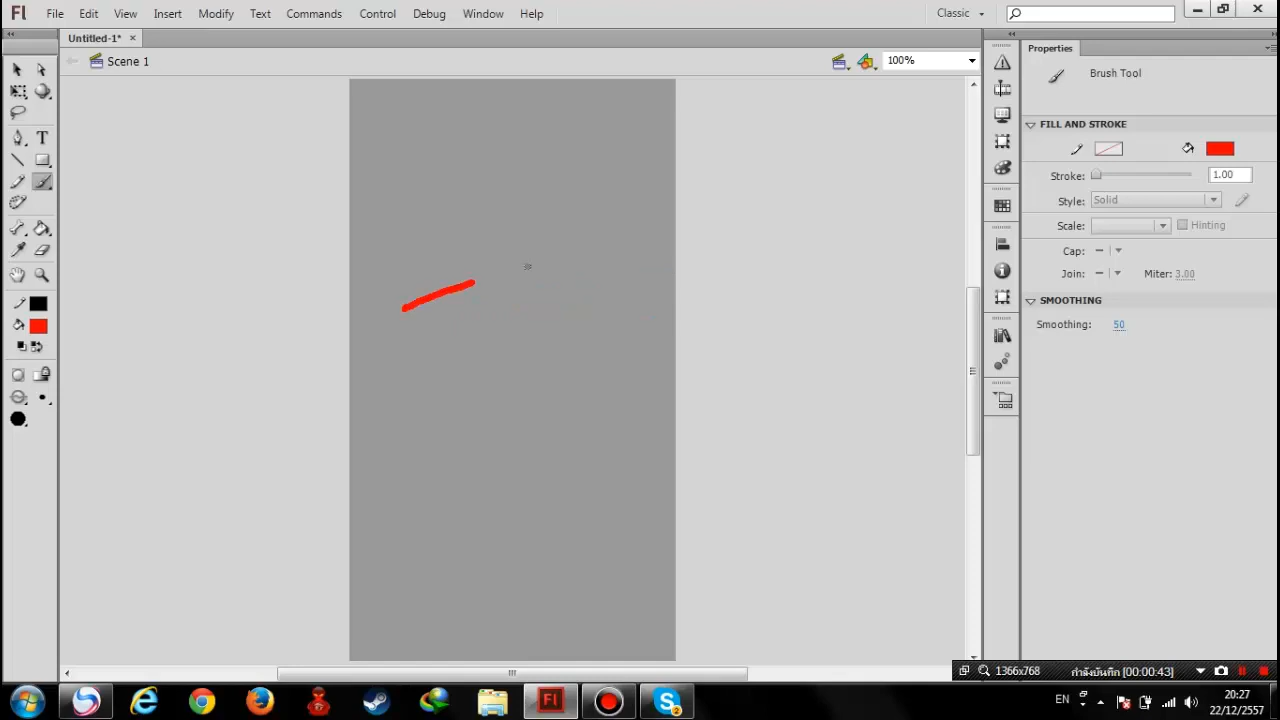 Fl File Edit View Insert Modify Text Commands Control Debug Window Help Classic
Untitled-1* ×
Scene 1 100%
Properties
Brush Tool
FILL AND STROKE
Stroke: 1.00
Style: Solid
Scale: Hinting
Cap:
Join: Miter: 3.00
SMOOTHING
Smoothing: 50
1366x768 กำลังบันทึก [00:00:43]
Fl S 2 EN 20:27
22/12/2557